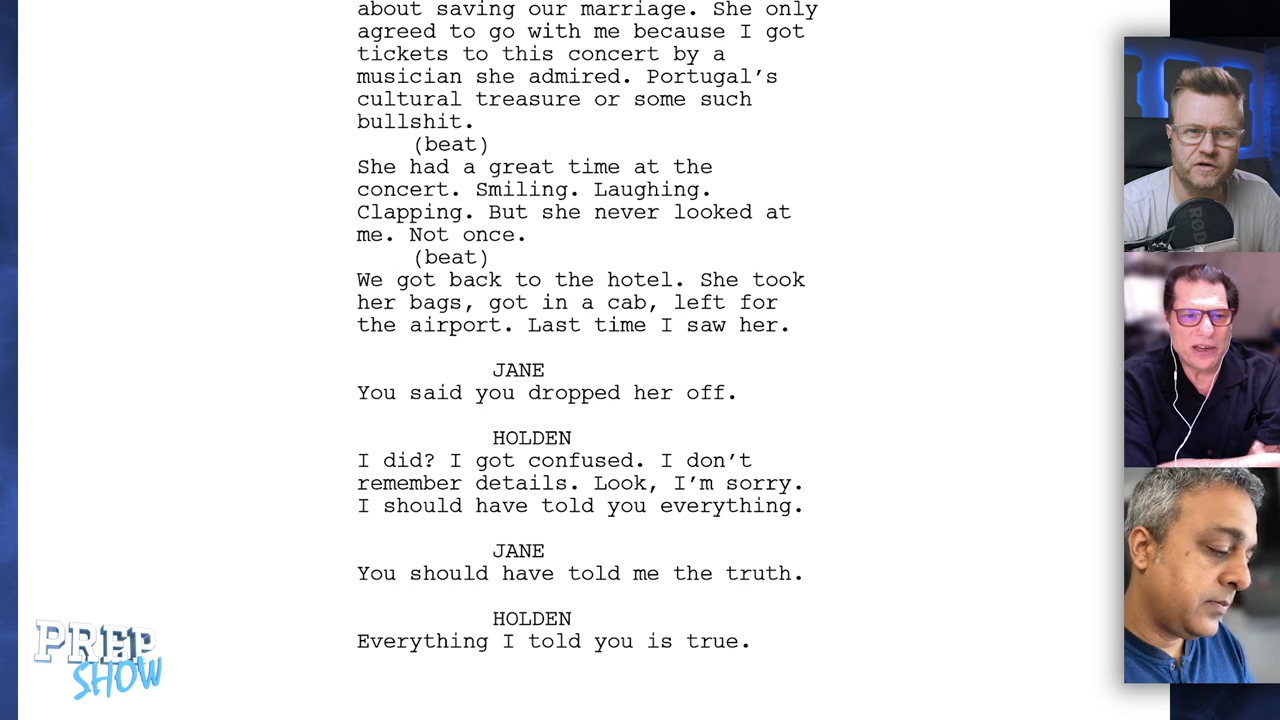 about saving our marriage. She only
agreed to go with me because I got
tickets to this concert by a
musician she admired. Portugal's
cultural treasure or some such
bullshit.
(beat)
She had a great time at the
concert. Smiling. Laughing.
Clapping. But she never looked at
me. Not once.
(beat)
We got back to the hotel. She took
her bags, got in a cab, left for
the airport. Last time I saw her.
JANE
You said you dropped her off.
HOLDEN
I did? I got confused. I don't
remember details. Look, I'm sorry.
I should have told you everything.
JANE
You should have told me the truth.
HOLDEN
Everything I told you is true.
PREP
SHOW
RØDE